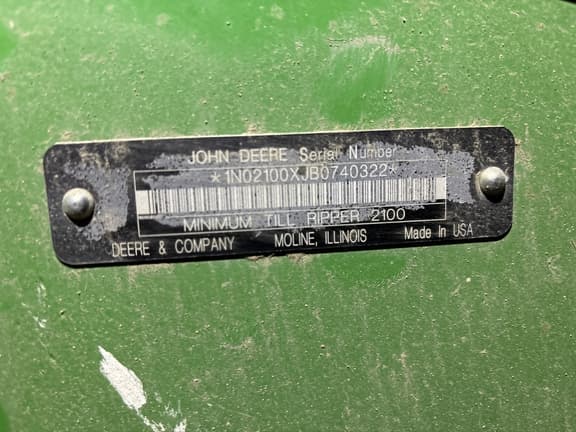 JOHN DEERE Serial Number
*1N02100XJB0740322*
MINIMUM TILL RIPPER 2100
DEERE & COMPANY MOLINE, ILLINOIS Made In USA